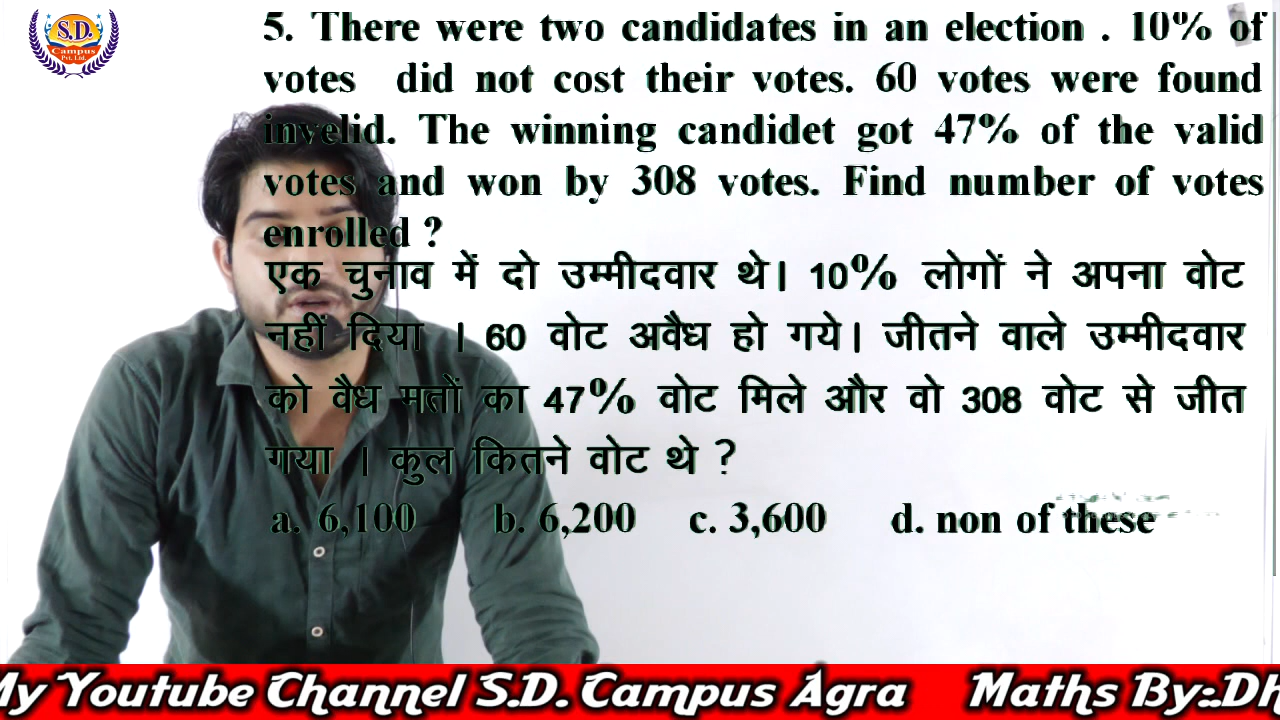 S.D.
Campus
Pvt. Ltd.
5. There were two candidates in an election . 10% of
votes did not cost their votes. 60 votes were found
invelid. The winning candidet got 47% of the valid
votes and won by 308 votes. Find number of votes
enrolled ?
एक चुनाव में दो उम्मीदवार थे। 10% लोगों ने अपना वोट
नहीं दिया । 60 वोट अवैध हो गये। जीतने वाले उम्मीदवार
को वैध मतों का 47% वोट मिले और वो 308 वोट से जीत
गया । कुल कितने वोट थे ?
a. 6,100 b. 6,200 c. 3,600 d. non of these
My Youtube Channel S.D. Campus Agra Maths By:.Dh